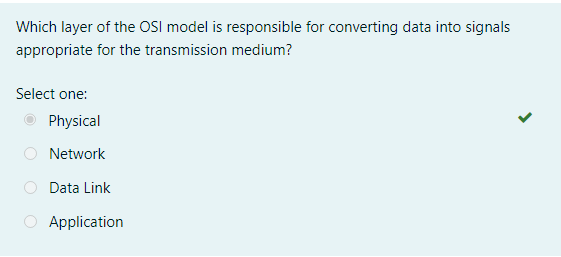 Which layer of the OSI model is responsible for converting data into signals
appropriate for the transmission medium?
Select one:
Physical
Network
Data Link
Application